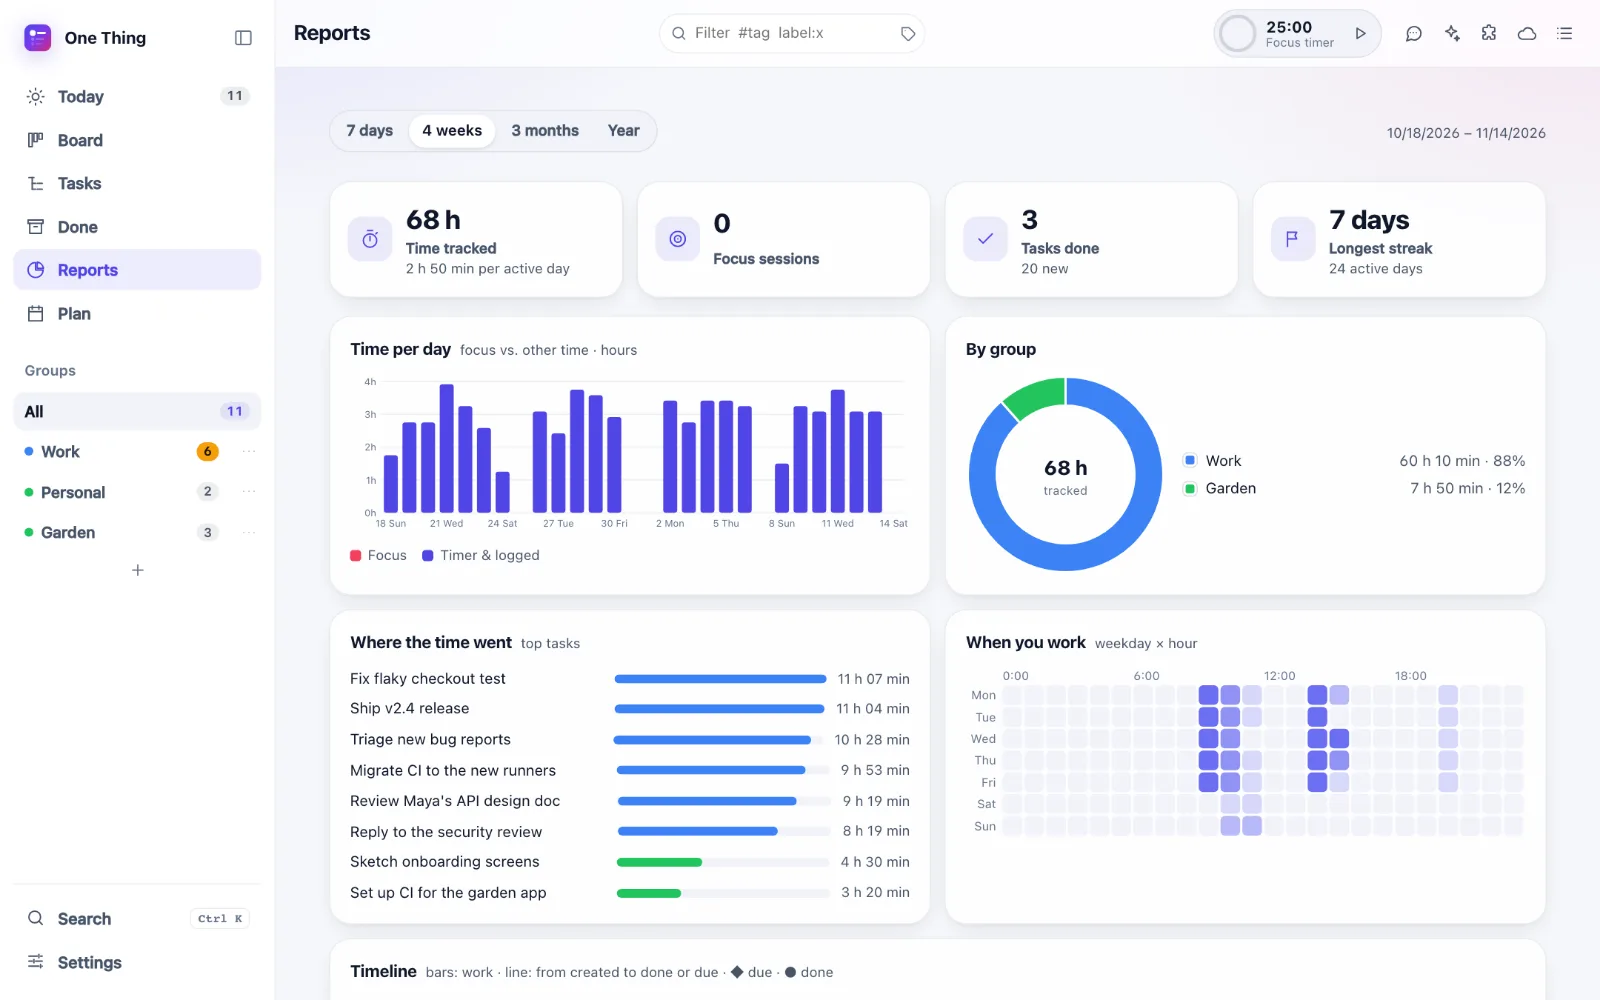 One Thing
Today 11
Board
Tasks
Done
Reports
Plan
Groups
All 11
Work 6
Personal 2
Garden 3
Search Ctrl K
Settings
Reports
Filter #tag label:x
25:00
Focus timer
7 days 4 weeks 3 months Year
10/18/2026 – 11/14/2026
68 h
Time tracked
2 h 50 min per active day
0
Focus sessions
3
Tasks done
20 new
7 days
Longest streak
24 active days
Time per day focus vs. other time · hours
4h
3h
2h
1h
0h
18 Sun 21 Wed 24 Sat 27 Tue 30 Fri 2 Mon 5 Thu 8 Sun 11 Wed 14 Sat
Focus Timer & logged
By group
68 h
tracked
Work 60 h 10 min · 88%
Garden 7 h 50 min · 12%
Where the time went top tasks
Fix flaky checkout test 11 h 07 min
Ship v2.4 release 11 h 04 min
Triage new bug reports 10 h 28 min
Migrate CI to the new runners 9 h 53 min
Review Maya's API design doc 9 h 19 min
Reply to the security review 8 h 19 min
Sketch onboarding screens 4 h 30 min
Set up CI for the garden app 3 h 20 min
When you work weekday × hour
0:00 6:00 12:00 18:00
Mon
Tue
Wed
Thu
Fri
Sat
Sun
Timeline bars: work · line: from created to done or due · ◆ due · ● done